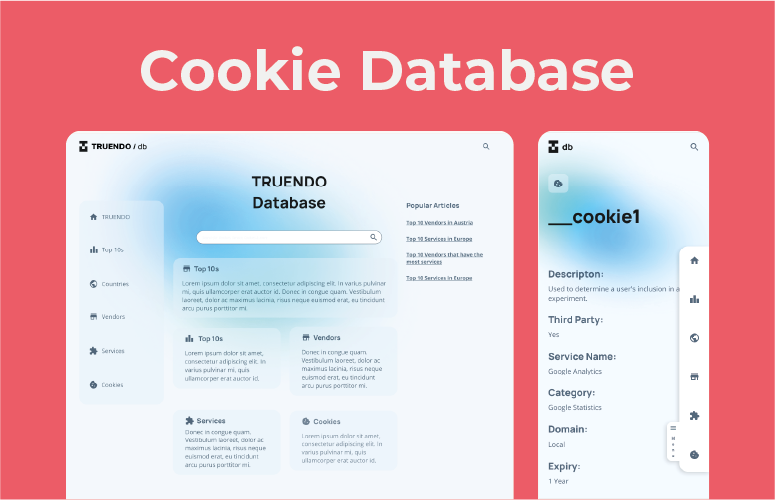 Cookie Database
TRUENDO / db
TRUENDO
Database
TRUENDO
Top 10s
Countries
Vendors
Services
Cookies
Top 10s
Lorem ipsum dolor sit amet, consectetur adipiscing elit. In varius pulvinar
mi, quis ullamcorper erat auctor id. Donec in congue quam. Vestibulum
laoreet, dolor ac maximus lacinia, risus neque euismod erat, eu tincidunt
arcu purus porttitor mi.
Top 10s
Lorem ipsum dolor sit amet,
consectetur adipiscing elit. In
varius pulvinar mi, quis
ullamcorper erat auctor id.
Vendors
Donec in congue quam.
Vestibulum laoreet, dolor ac
maximus lacinia, risus neque
euismod erat, eu tincidunt
arcu purus porttitor mi.
Services
Donec in congue quam.
Vestibulum laoreet, dolor ac
maximus lacinia, risus neque
euismod erat, eu tincidunt
arcu purus porttitor mi.
Cookies
Lorem ipsum dolor sit amet,
consectetur adipiscing elit. In
varius pulvinar mi, quis
ullamcorper erat auctor id.
Popular Articles
Top 10 Vendors in Austria
Top 10 Services in Europe
Top 10 Vendors that have the
most services
Top 10 Services in Europe
db
__cookie1
Descripton:
Used to determine a user's inclusion in a
experiment.
Third Party:
Yes
Service Name:
Google Analytics
Category:
Google Statistics
Domain:
Local
Expiry:
1 Year